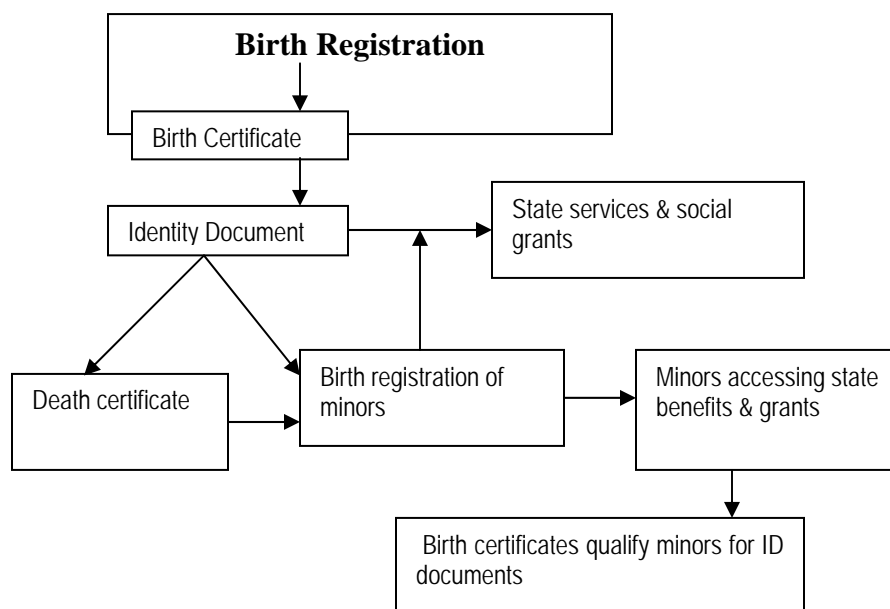 Birth Registration
Birth Certificate
Identity Document
State services & social
grants
Death certificate
Birth registration of
minors
Minors accessing state
benefits & grants
Birth certificates qualify minors for ID
documents